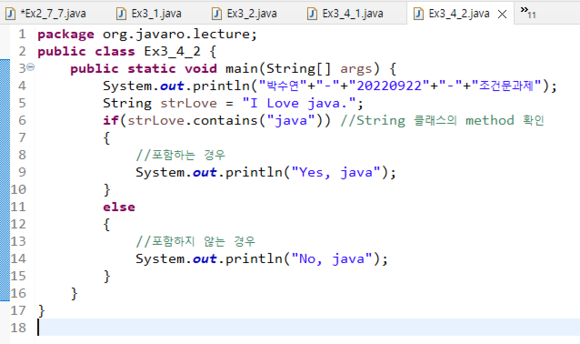 *Ex2_7_7.java Ex3_1.java Ex3_2.java Ex3_4_1.java Ex3_4_2.java »11
1 package org.javaro.lecture;
2 public class Ex3_4_2 {
3 public static void main(String[] args) {
4 System.out.println("박수연"+"-"+"20220922"+"-"+"조건문과제");
5 String strLove = "I Love java.";
6 if(strLove.contains("java")) //String 클래스의 method 확인
7 {
8 //포함하는 경우
9 System.out.println("Yes, java");
10 }
11 else
12 {
13 //포함하지 않는 경우
14 System.out.println("No, java");
15 }
16 }
17 }
18